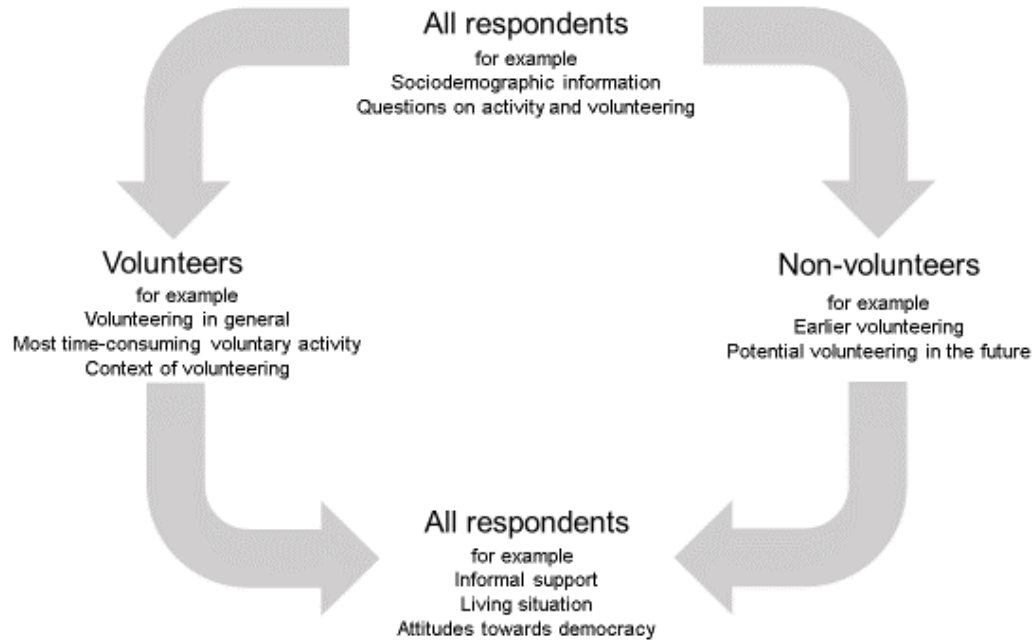 All respondents
for example
Sociodemographic information
Questions on activity and volunteering
Volunteers
for example
Volunteering in general
Most time-consuming voluntary activity
Context of volunteering
Non-volunteers
for example
Earlier volunteering
Potential volunteering in the future
All respondents
for example
Informal support
Living situation
Attitudes towards democracy